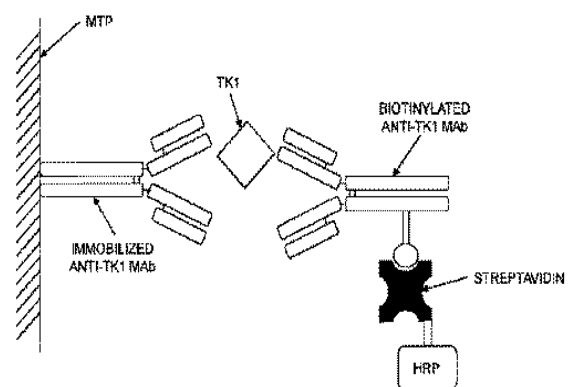 MTP
TK1
BIOTINYLATED
ANTI-TK1 MAb
IMMOBILIZED
ANTI-TK1 MAb
STREPTAVIDIN
HRP